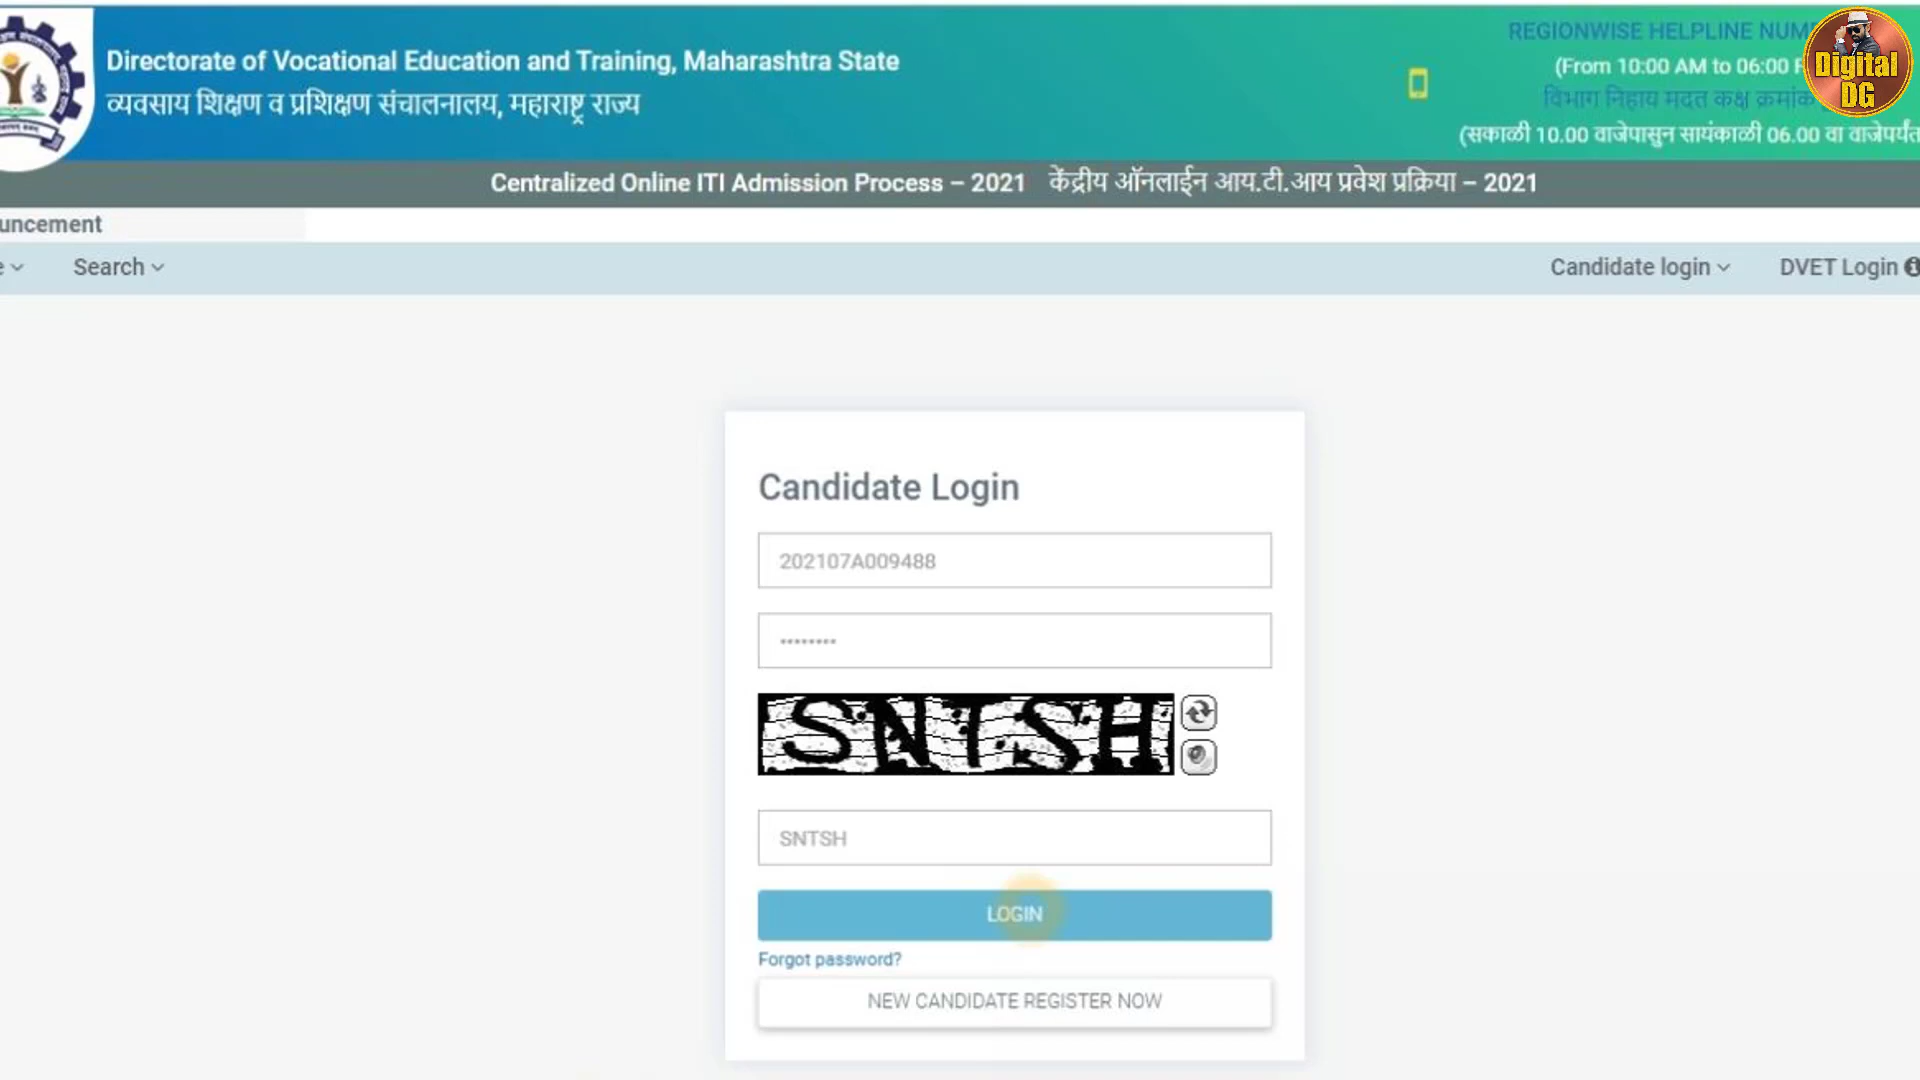 Directorate of Vocational Education and Training, Maharashtra State
व्यवसाय शिक्षण व प्रशिक्षण संचालनालय, महाराष्ट्र राज्य
REGIONWISE HELPLINE
(From 10:00 AM to 06:00
विभाग निहाय मदत कक्ष क्रमांक
(सकाळी 10.00 वाजेपासुन सायंकाळी 06.00 वा वाजेपर्यंत
Digital
DG
Centralized Online ITI Admission Process – 2021 केंद्रीय ऑनलाईन आय.टी.आय प्रवेश प्रक्रिया – 2021
uncement
Search
Candidate login
DVET Login
Candidate Login
202107A009488
••••••••
SNTSH
SNTSH
LOGIN
Forgot password?
NEW CANDIDATE REGISTER NOW